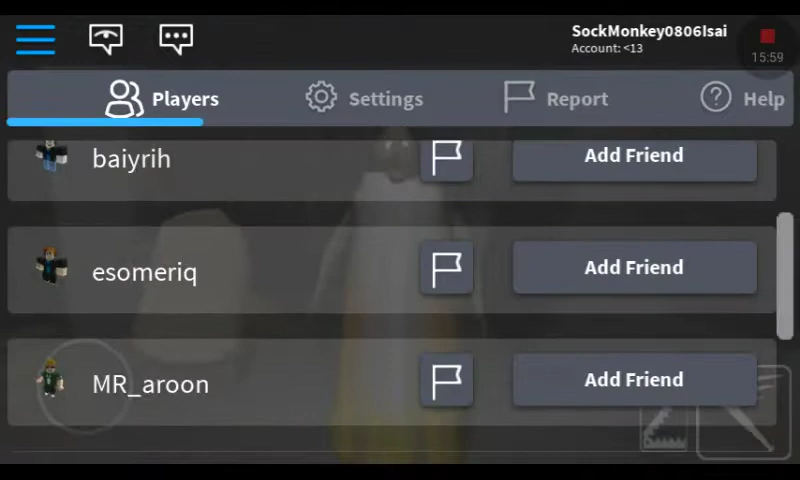 SockMonkey0806Isai
Account: <13
15:59
Players
Settings
Report
Help
baiyrih
Add Friend
esomeriq
Add Friend
MR_aroon
Add Friend